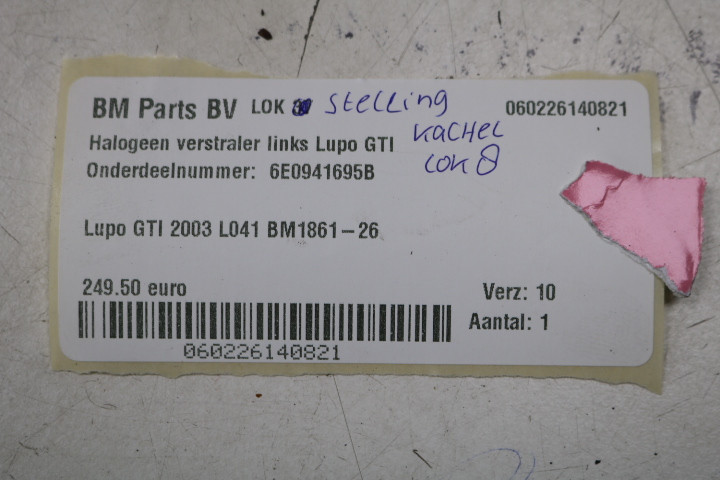 BM Parts BV LOK Stelling 060226140821
Kachel
Halogeen verstraler links Lupo GTI
Onderdeelnummer: 6E0941695B LOK 8
Lupo GTI 2003 L041 BM1861-26
249.50 euro Verz: 10
Aantal: 1
060226140821